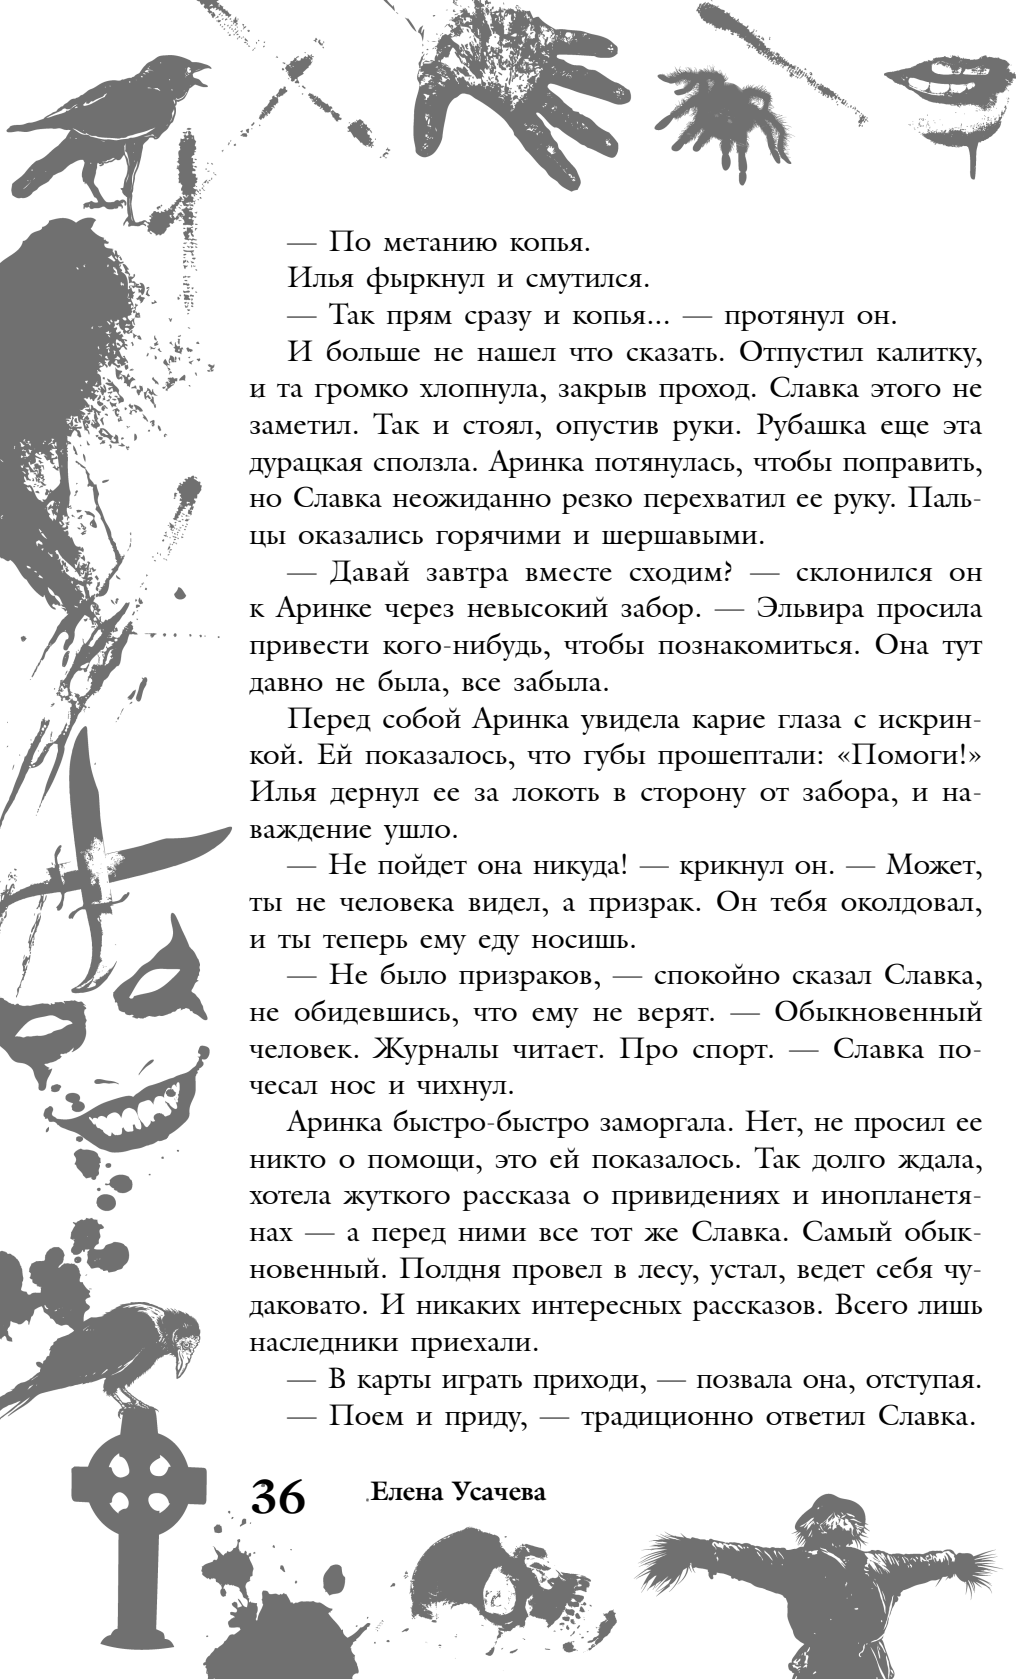 — По метанию копья.
Илья фыркнул и смутился.
— Так прям сразу и копья... — протянул он.
И больше не нашел что сказать. Отпустил калитку,
и та громко хлопнула, закрыв проход. Славка этого не
заметил. Так и стоял, опустив руки. Рубашка еще эта
дурацкая сползла. Аринка потянулась, чтобы поправить,
но Славка неожиданно резко перехватил ее руку. Паль-
цы оказались горячими и шершавыми.
— Давай завтра вместе сходим? — склонился он
к Аринке через невысокий забор. — Эльвира просила
привести кого-нибудь, чтобы познакомиться. Она тут
давно не была, все забыла.
Перед собой Аринка увидела карие глаза с искрин-
кой. Ей показалось, что губы прошептали: «Помоги!»
Илья дернул ее за локоть в сторону от забора, и на-
важдение ушло.
— Не пойдет она никуда! — крикнул он. — Может,
ты не человека видел, а призрак. Он тебя околдовал,
и ты теперь ему еду носишь.
— Не было призраков, — спокойно сказал Славка,
не обидевшись, что ему не верят. — Обыкновенный
человек. Журналы читает. Про спорт. — Славка по-
чесал нос и чихнул.
Аринка быстро-быстро заморгала. Нет, не просил ее
никто о помощи, это ей показалось. Так долго ждала,
хотела жуткого рассказа о привидениях и инопланетя-
нах — а перед ними все тот же Славка. Самый обык-
новенный. Полдня провел в лесу, устал, ведет себя чу-
даковато. И никаких интересных рассказов. Всего лишь
наследники приехали.
— В карты играть приходи, — позвала она, отступая.
— Поем и приду, — традиционно ответил Славка.
36 Елена Усачева